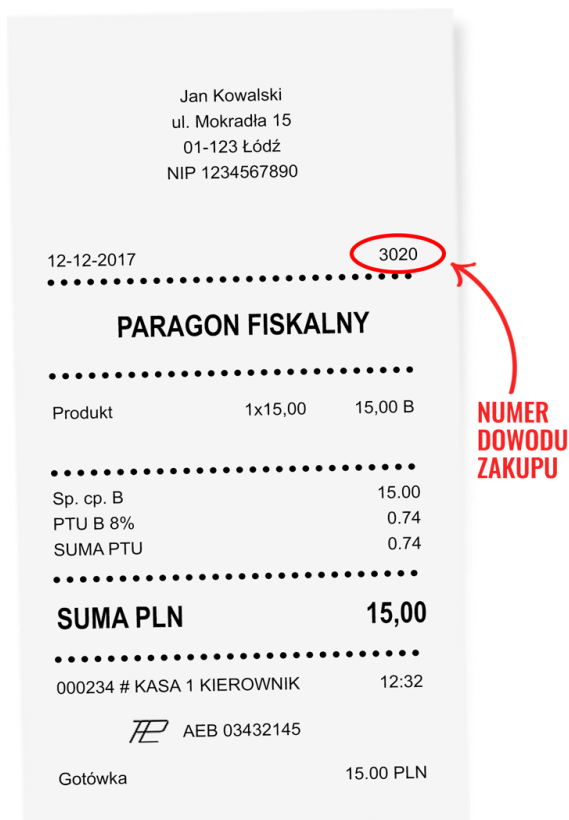 Jan Kowalski
ul. Mokradła 15
01-123 Łódź
NIP 1234567890
12-12-2017 3020
PARAGON FISKALNY
Produkt 1x15,00 15,00 B
Sp. cp. B 15.00
PTU B 8% 0.74
SUMA PTU 0.74
SUMA PLN 15,00
000234 # KASA 1 KIEROWNIK 12:32
AEB 03432145
Gotówka 15.00 PLN
NUMER
DOWODU
ZAKUPU